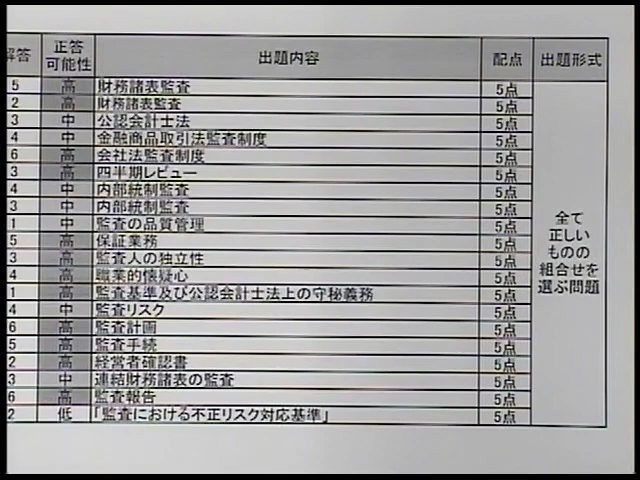 解答 正答可能性 出題内容 配点 出題形式
5 高 財務諸表監査 5点
2 高 財務諸表監査 5点
3 中 公認会計士法 5点
4 中 金融商品取引法監査制度 5点
6 高 会社法監査制度 5点
3 高 四半期レビュー 5点
4 中 内部統制監査 5点
3 中 内部統制監査 5点
1 中 監査の品質管理 5点
5 高 保証業務 5点
3 高 監査人の独立性 5点
4 高 職業的懐疑心 5点
1 高 監査基準及び公認会計士法上の守秘義務 5点
4 中 監査リスク 5点
6 高 監査計画 5点
5 高 監査手続 5点
2 高 経営者確認書 5点
3 中 連結財務諸表の監査 5点
6 高 監査報告 5点
2 低 「監査における不正リスク対応基準」 5点
全て
正しい
ものの
組合せを
選ぶ問題